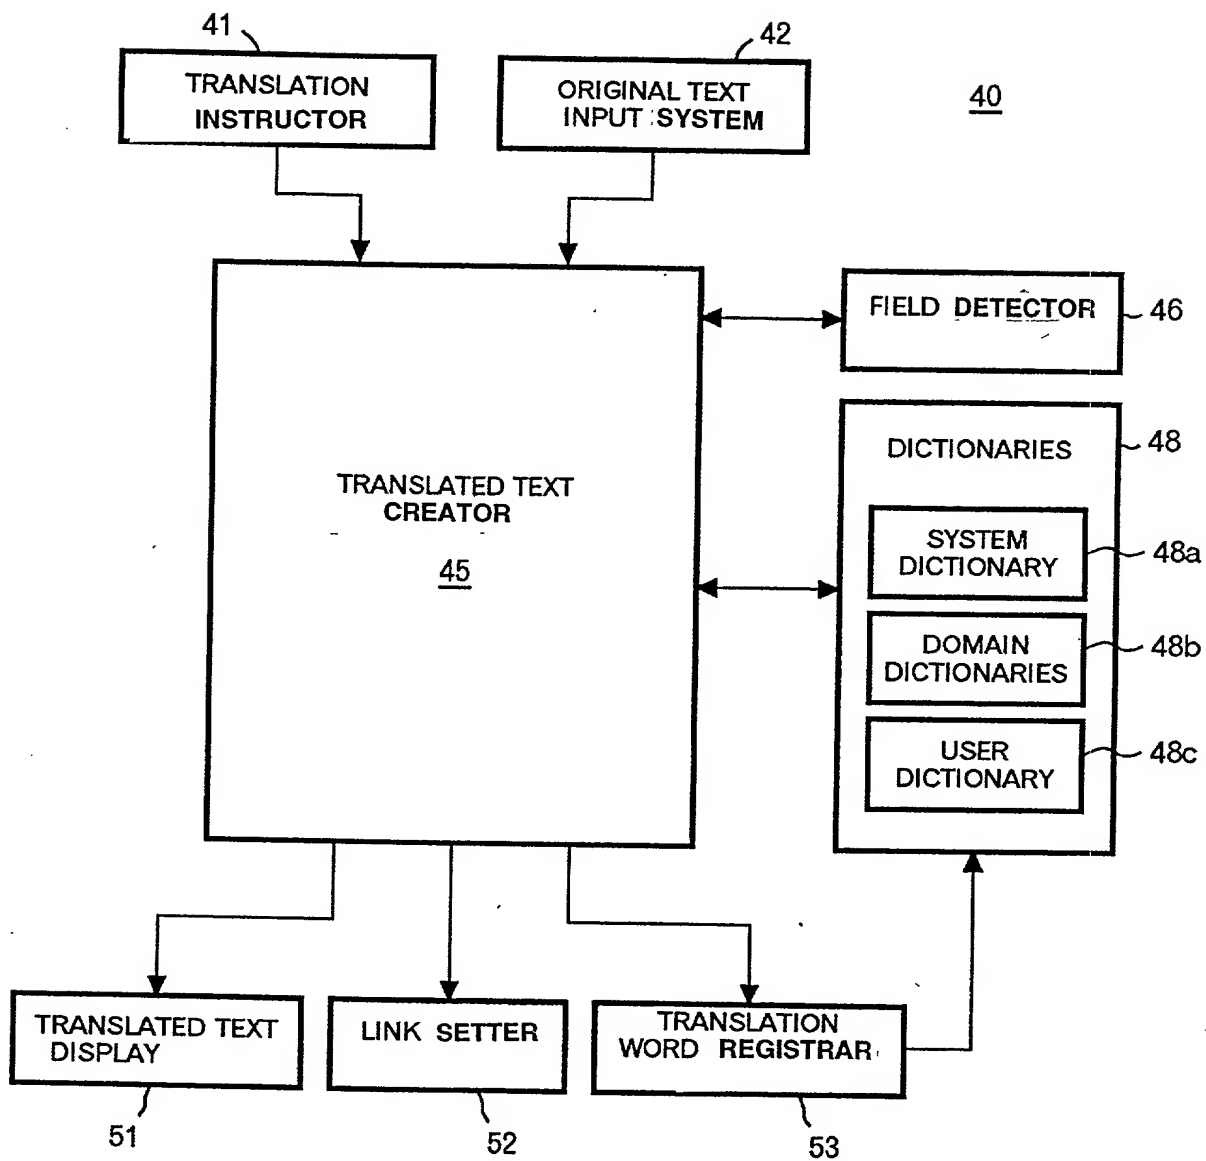 41
42
TRANSLATION
INSTRUCTOR
ORIGINAL TEXT
INPUT SYSTEM
40
FIELD DETECTOR
46
DICTIONARIES
48
TRANSLATED TEXT
CREATOR
45
SYSTEM
DICTIONARY
48a
DOMAIN
DICTIONARIES
48b
USER
DICTIONARY
48c
TRANSLATED TEXT
DISPLAY
LINK SETTER
TRANSLATION
WORD REGISTRAR
51
52
53